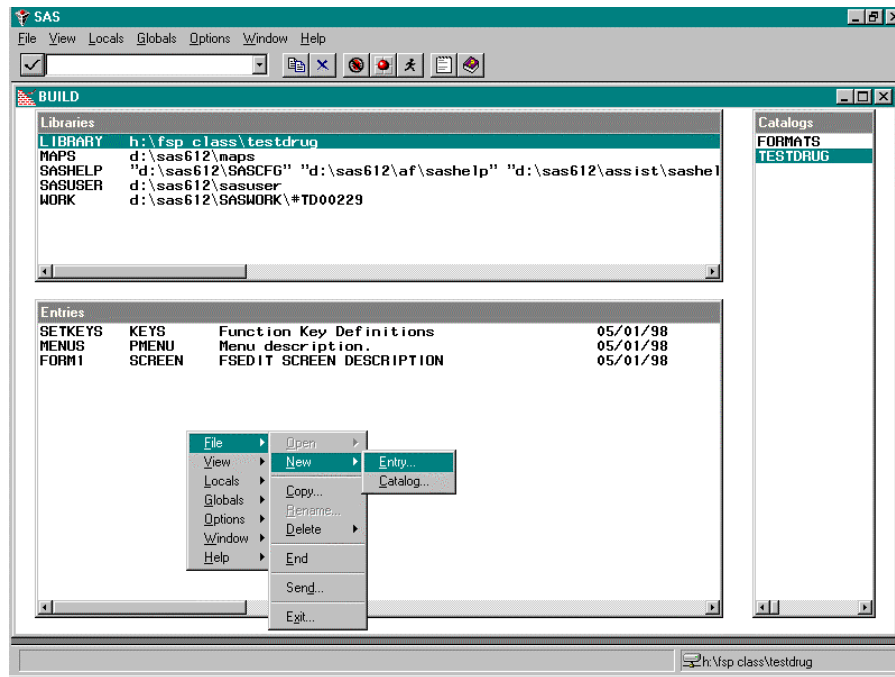 SAS
File View Locals Globals Options Window Help
BUILD
Libraries
LIBRARY h:\fsp class\testdrug
MAPS d:\sas612\maps
SASHELP "d:\sas612\SASCFG" "d:\sas612\af\sashelp" "d:\sas612\assist\sashel
SASUSER d:\sas612\sasuser
WORK d:\sas612\SASWORK\#TD00229
Catalogs
FORMATS
TESTDRUG
Entries
SETKEYS KEYS Function Key Definitions 05/01/98
MENUS PMENU Menu description. 05/01/98
FORM1 SCREEN FSEDIT SCREEN DESCRIPTION 05/01/98
File
View
Locals
Globals
Options
Window
Help
Open
New
Copy...
Rename...
Delete
End
Send...
Exit...
Entry...
Catalog...
h:\fsp class\testdrug